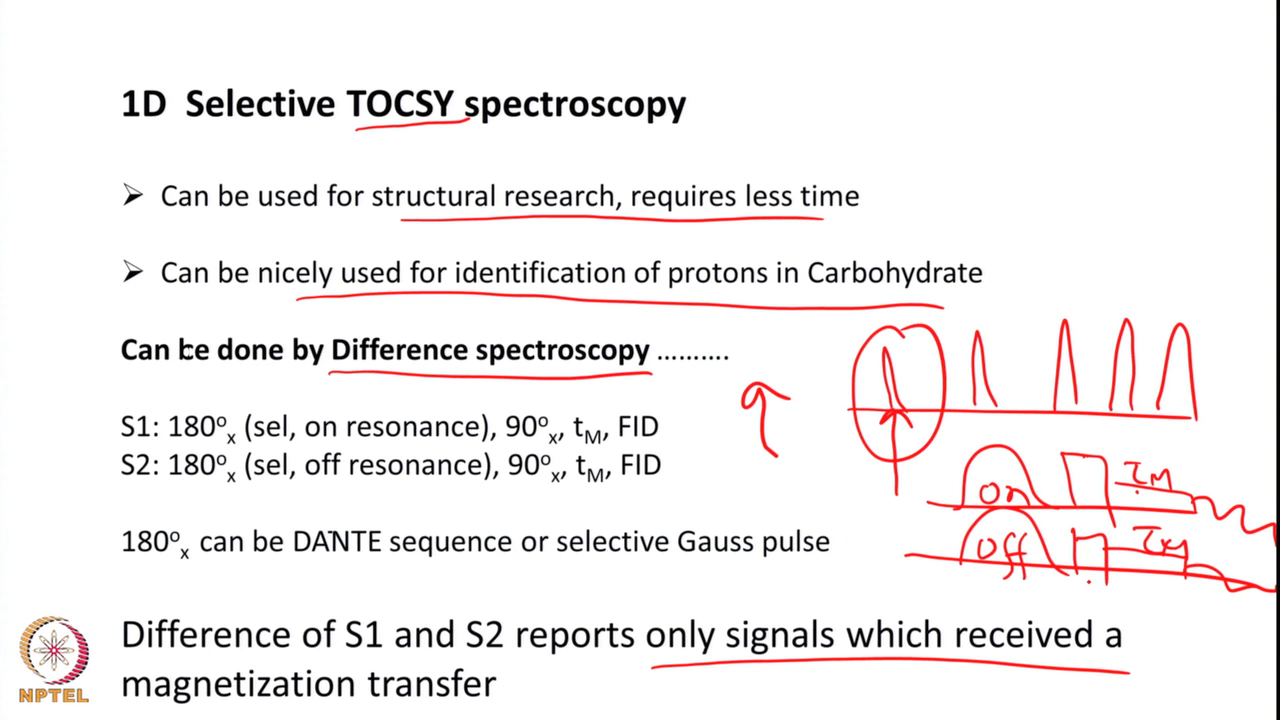 1D Selective TOCSY spectroscopy
➢ Can be used for structural research, requires less time
➢ Can be nicely used for identification of protons in Carbohydrate
Can be done by Difference spectroscopy ..........
S1: 180°x (sel, on resonance), 90°x, tM, FID
S2: 180°x (sel, off resonance), 90°x, tM, FID
On τM
Off τM
180°x can be DANTE sequence or selective Gauss pulse
Difference of S1 and S2 reports only signals which received a
magnetization transfer
NPTEL